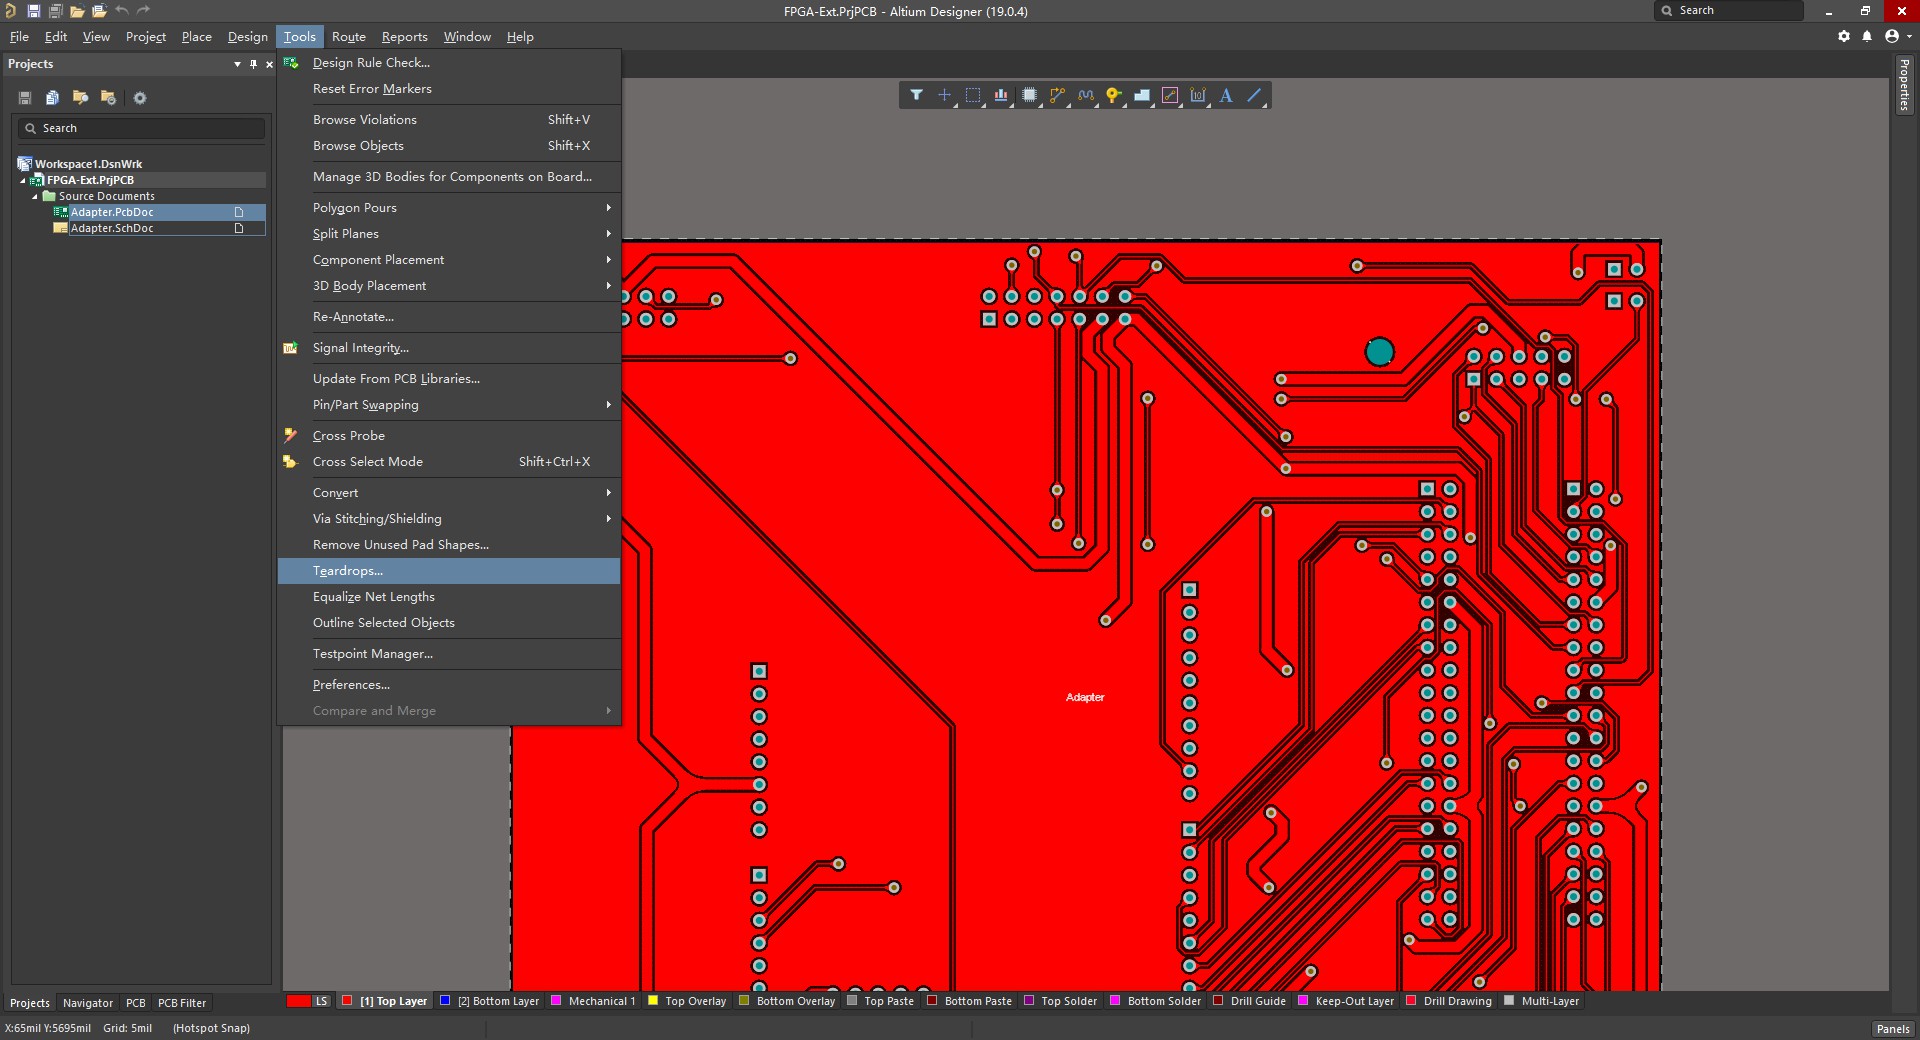 FPGA-Ext.PrjPCB - Altium Designer (19.0.4)
Search
File Edit View Project Place Design Tools Route Reports Window Help
Projects
Search
Workspace1.DsnWrk
FPGA-Ext.PrjPCB
Source Documents
Adapter.PcbDoc
Adapter.SchDoc
Design Rule Check...
Reset Error Markers
Browse Violations Shift+V
Browse Objects Shift+X
Manage 3D Bodies for Components on Board...
Polygon Pours
Split Planes
Component Placement
3D Body Placement
Re-Annotate...
Signal Integrity...
Update From PCB Libraries...
Pin/Part Swapping
Cross Probe
Cross Select Mode Shift+Ctrl+X
Convert
Via Stitching/Shielding
Remove Unused Pad Shapes...
Teardrops...
Equalize Net Lengths
Outline Selected Objects
Testpoint Manager...
Preferences...
Compare and Merge
Adapter
Properties
Projects Navigator PCB PCB Filter
LS [1] Top Layer [2] Bottom Layer Mechanical 1 Top Overlay Bottom Overlay Top Paste Bottom Paste Top Solder Bottom Solder Drill Guide Keep-Out Layer Drill Drawing Multi-Layer
X:65mil Y:5695mil Grid: 5mil (Hotspot Snap)
Panels